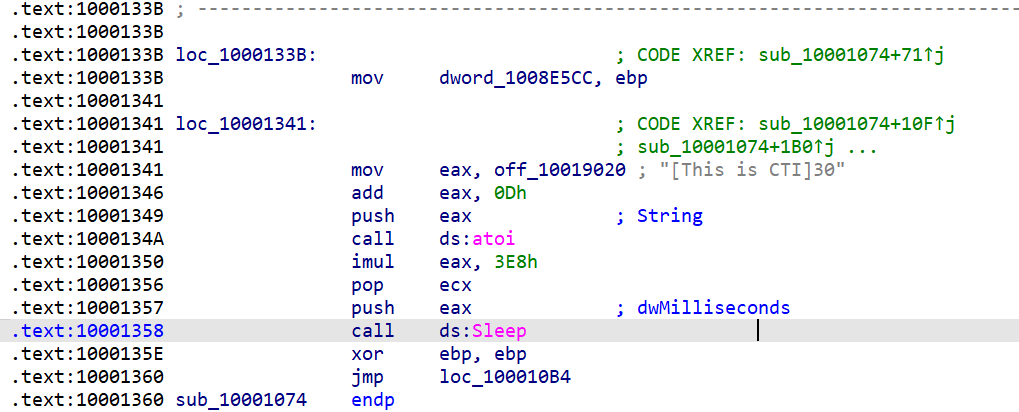 .text:1000133B ; ---------------------------------------------------------------------------
.text:1000133B
.text:1000133B loc_1000133B: ; CODE XREF: sub_10001074+71↑j
.text:1000133B mov dword_1008E5CC, ebp
.text:10001341
.text:10001341 loc_10001341: ; CODE XREF: sub_10001074+10F↑j
.text:10001341 ; sub_10001074+1B0↑j ...
.text:10001341 mov eax, off_10019020 ; "[This is CTI]30"
.text:10001346 add eax, 0Dh
.text:10001349 push eax ; String
.text:1000134A call ds:atoi
.text:10001350 imul eax, 3E8h
.text:10001356 pop ecx
.text:10001357 push eax ; dwMilliseconds
.text:10001358 call ds:Sleep
.text:1000135E xor ebp, ebp
.text:10001360 jmp loc_100010B4
.text:10001360 sub_10001074 endp